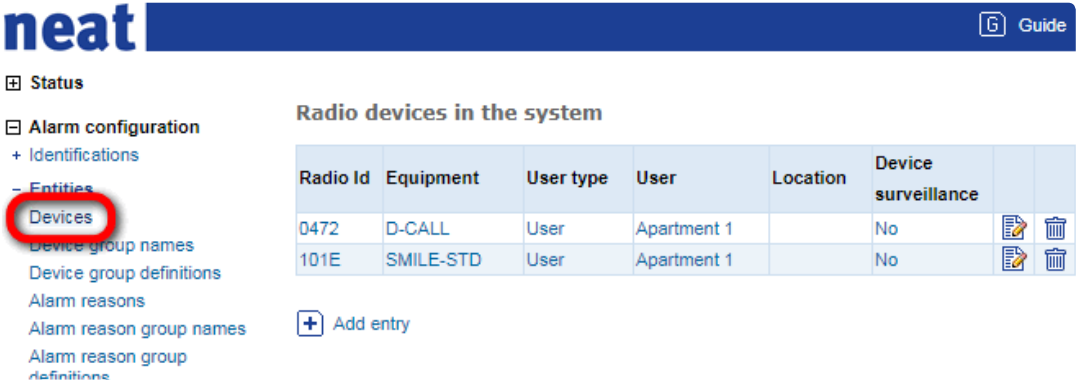 neat
G Guide
Status
Alarm configuration
+ Identifications
- Entities
Devices
Device group names
Device group definitions
Alarm reasons
Alarm reason group names
Alarm reason group
definitions
Radio devices in the system
Radio Id Equipment User type User Location Device surveillance
0472 D-CALL User Apartment 1 No
101E SMILE-STD User Apartment 1 No
+ Add entry